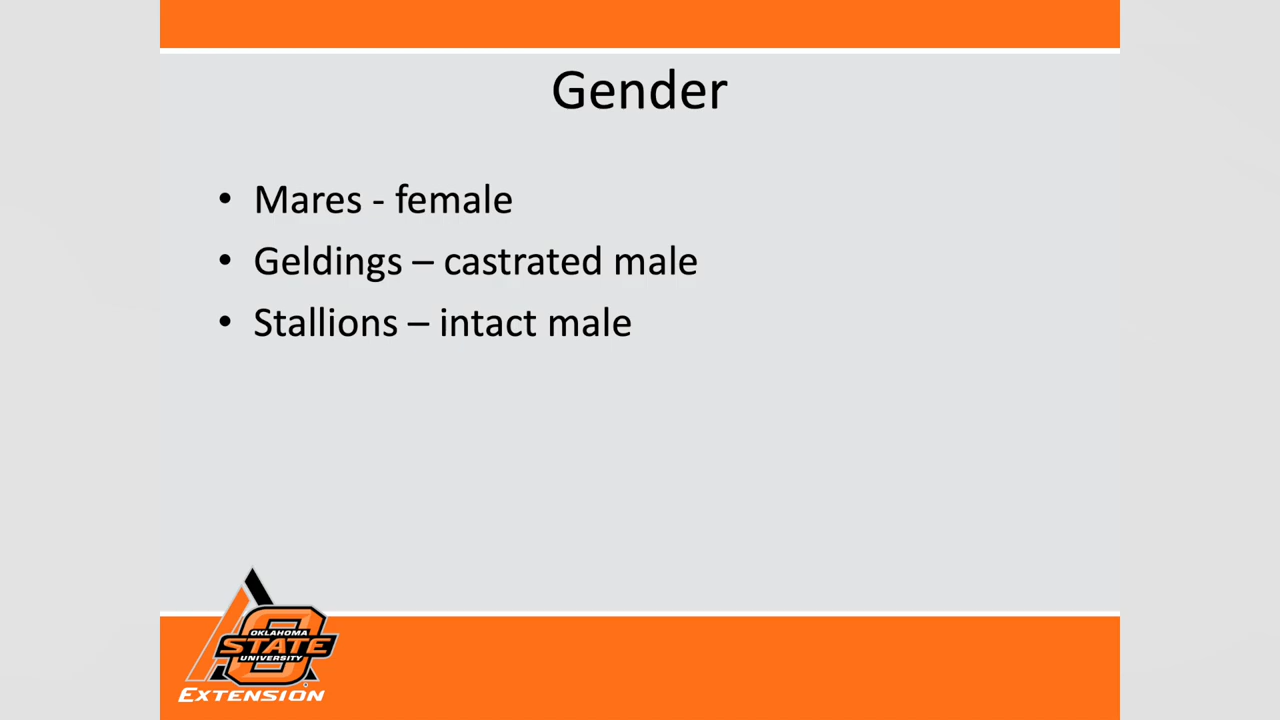 Gender
• Mares - female
• Geldings – castrated male
• Stallions – intact male
OKLAHOMA
STATE
UNIVERSITY
EXTENSION